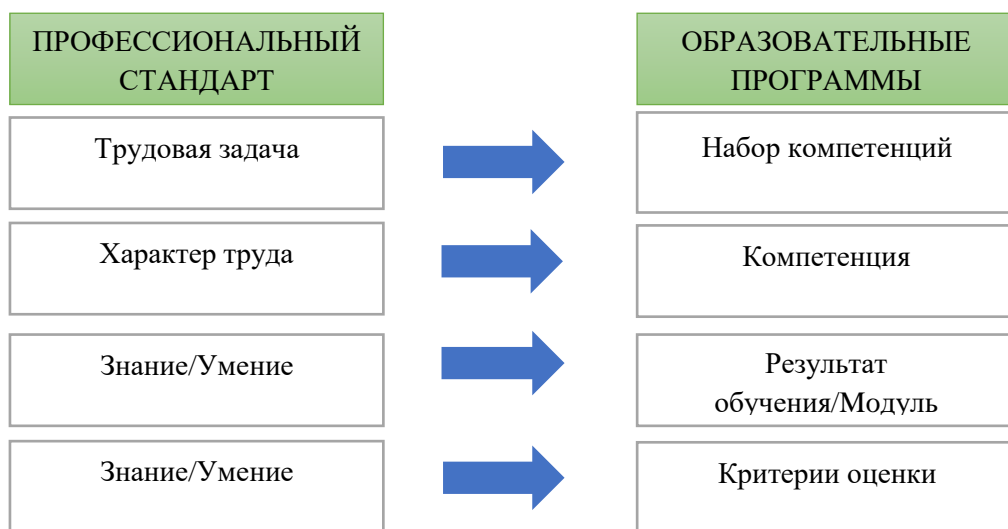 ПРОФЕССИОНАЛЬНЫЙ
СТАНДАРТ
ОБРАЗОВАТЕЛЬНЫЕ
ПРОГРАММЫ
Трудовая задача
Набор компетенций
Характер труда
Компетенция
Знание/Умение
Результат
обучения/Модуль
Знание/Умение
Критерии оценки